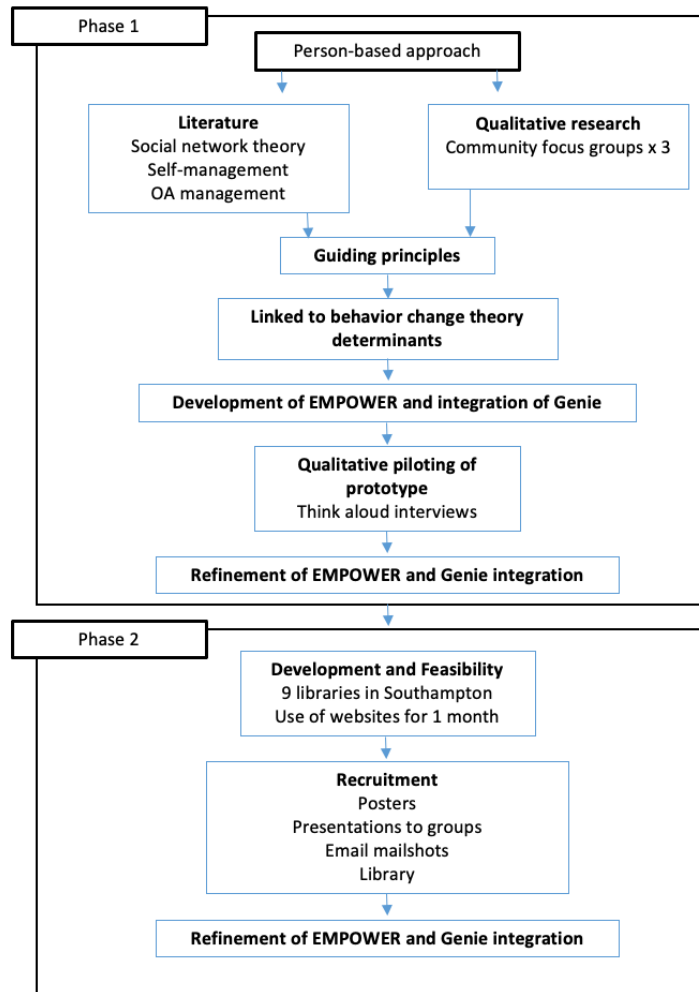 Phase 1
Person-based approach
Literature
Social network theory
Self-management
OA management
Qualitative research
Community focus groups x 3
Guiding principles
Linked to behavior change theory
determinants
Development of EMPOWER and integration of Genie
Qualitative piloting of
prototype
Think aloud interviews
Refinement of EMPOWER and Genie integration
Phase 2
Development and Feasibility
9 libraries in Southampton
Use of websites for 1 month
Recruitment
Posters
Presentations to groups
Email mailshots
Library
Refinement of EMPOWER and Genie integration